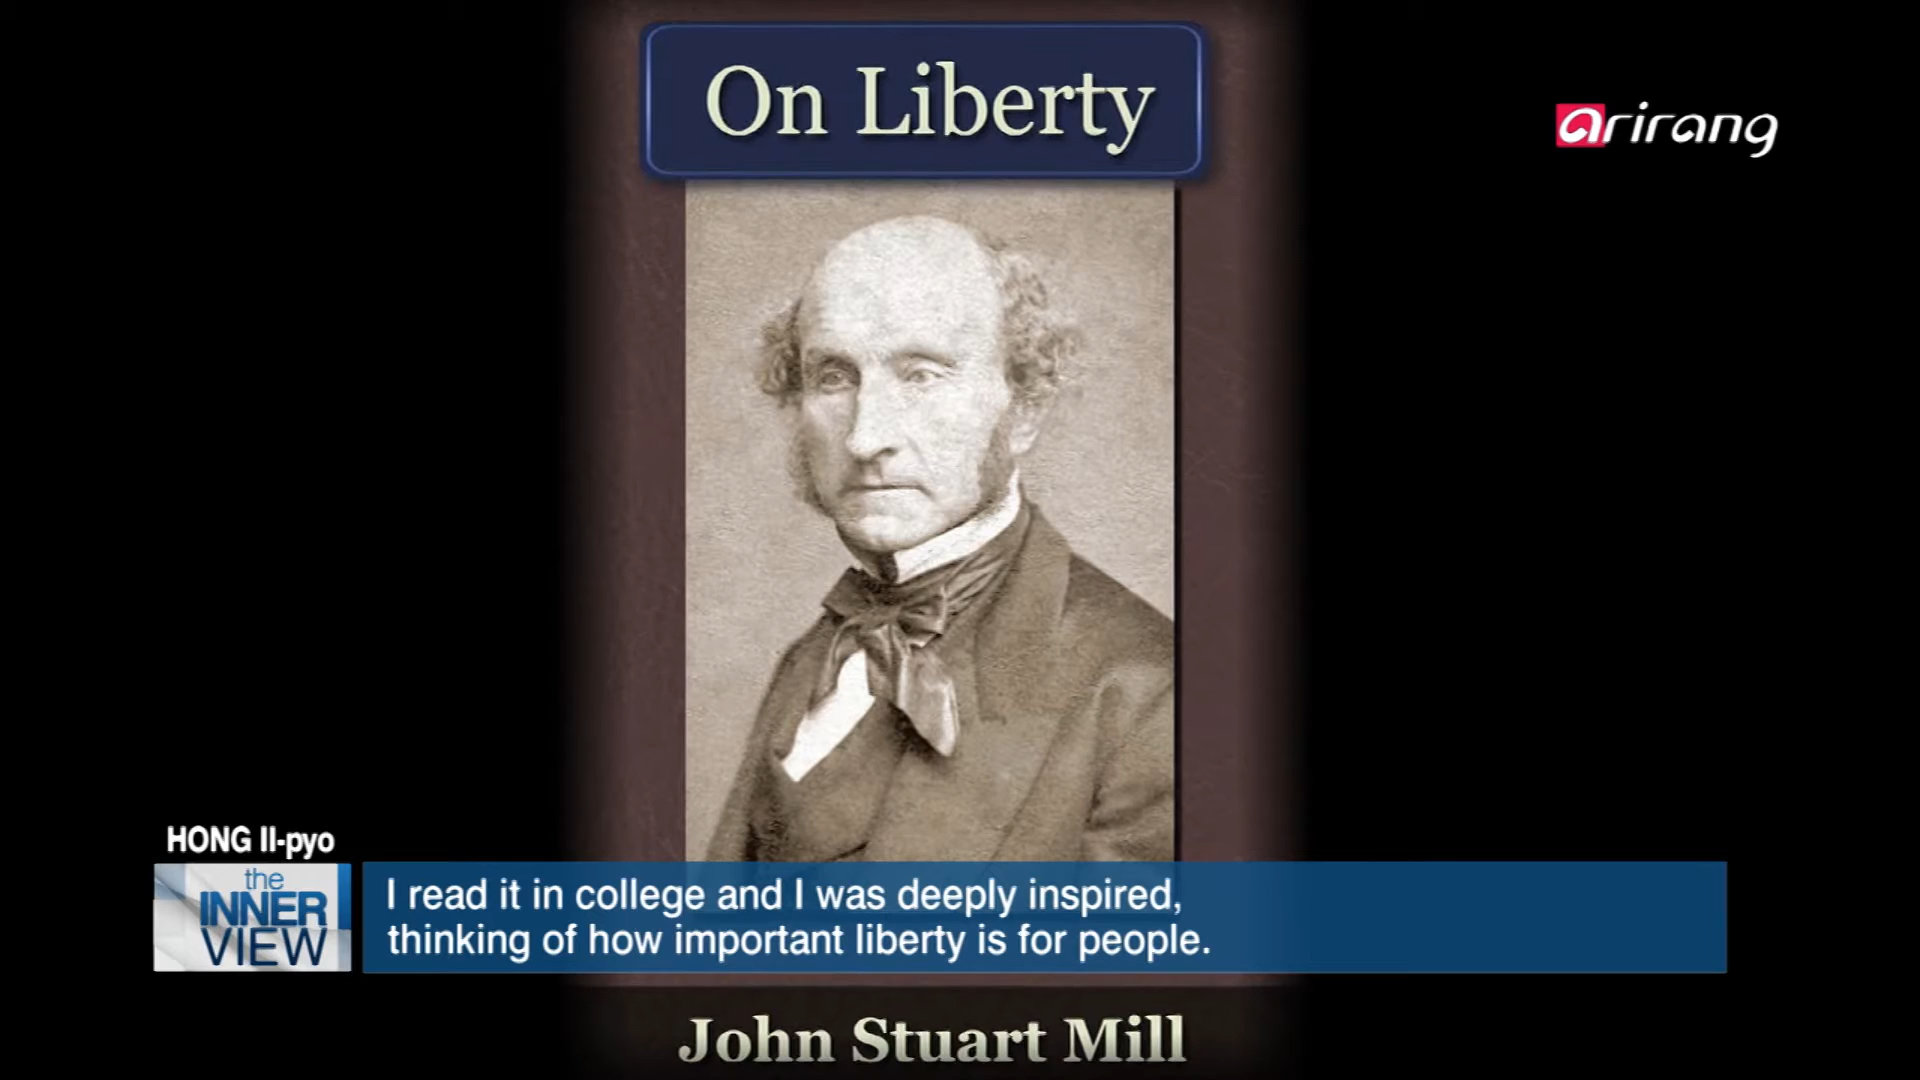 On Liberty
arirang
HONG Il-pyo
the
INNER
VIEW
I read it in college and I was deeply inspired,
thinking of how important liberty is for people.
John Stuart Mill